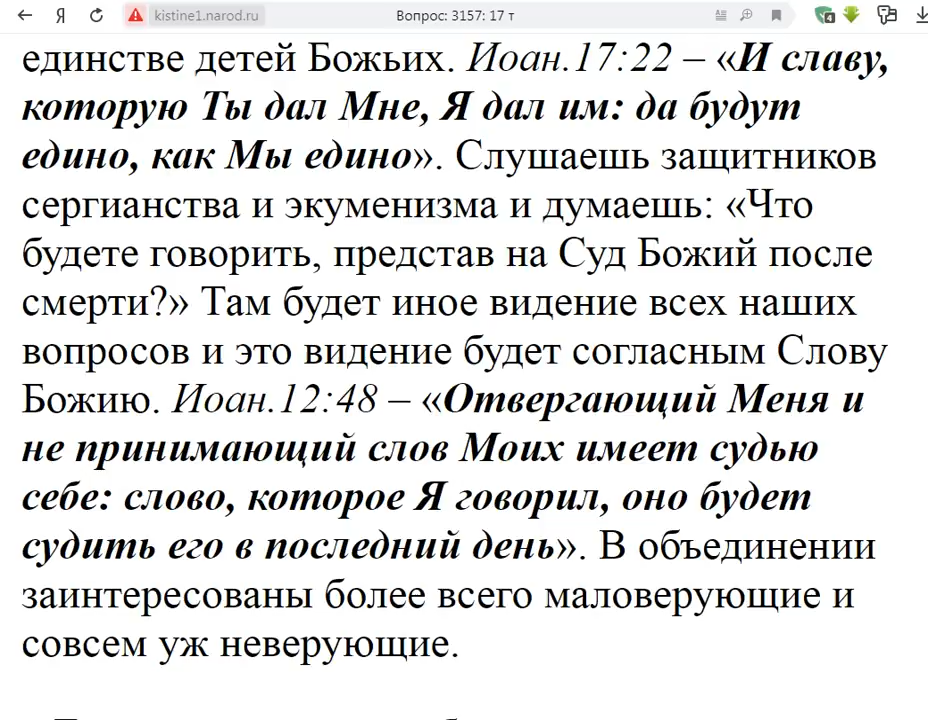 kistine1.narod.ru
Вопрос: 3157: 17 т
единстве детей Божьих. Иоан.17:22 – «И славу,
которую Ты дал Мне, Я дал им: да будут
едино, как Мы едино». Слушаешь защитников
сергианства и экуменизма и думаешь: «Что
будете говорить, представ на Суд Божий после
смерти?» Там будет иное видение всех наших
вопросов и это видение будет согласным Слову
Божию. Иоан.12:48 – «Отвергающий Меня и
не принимающий слов Моих имеет судью
себе: слово, которое Я говорил, оно будет
судить его в последний день». В объединении
заинтересованы более всего маловерующие и
совсем уж неверующие.